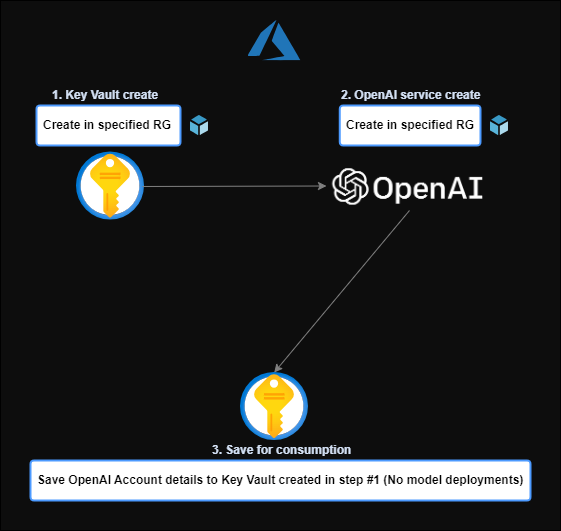 1. Key Vault create
2. OpenAI service create
Create in specified RG
Create in specified RG
OpenAI
3. Save for consumption
Save OpenAI Account details to Key Vault created in step #1 (No model deployments)